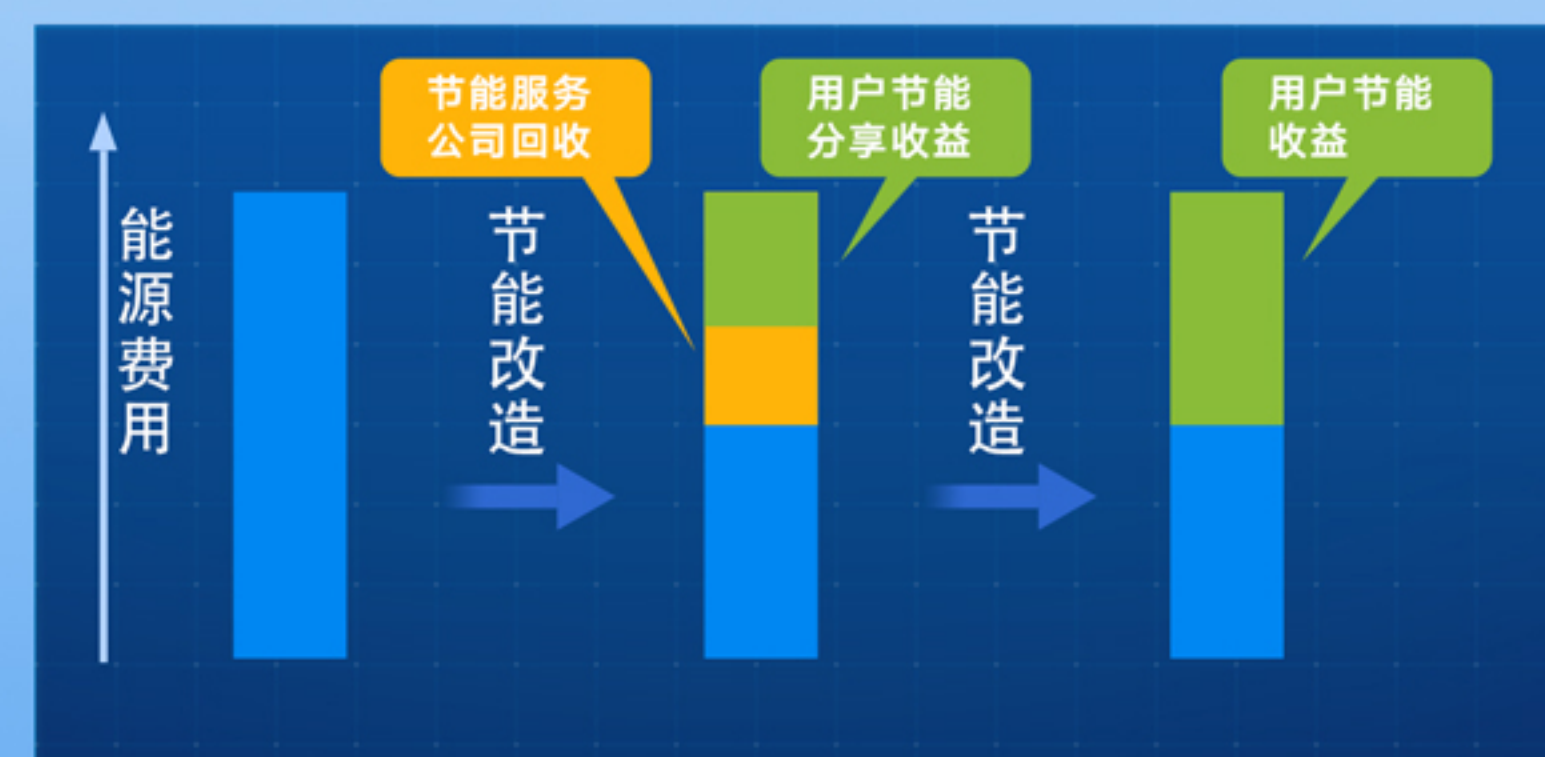 节能服务
公司回收
用户节能
分享收益
用户节能
收益
能源费用
节能改造
节能改造